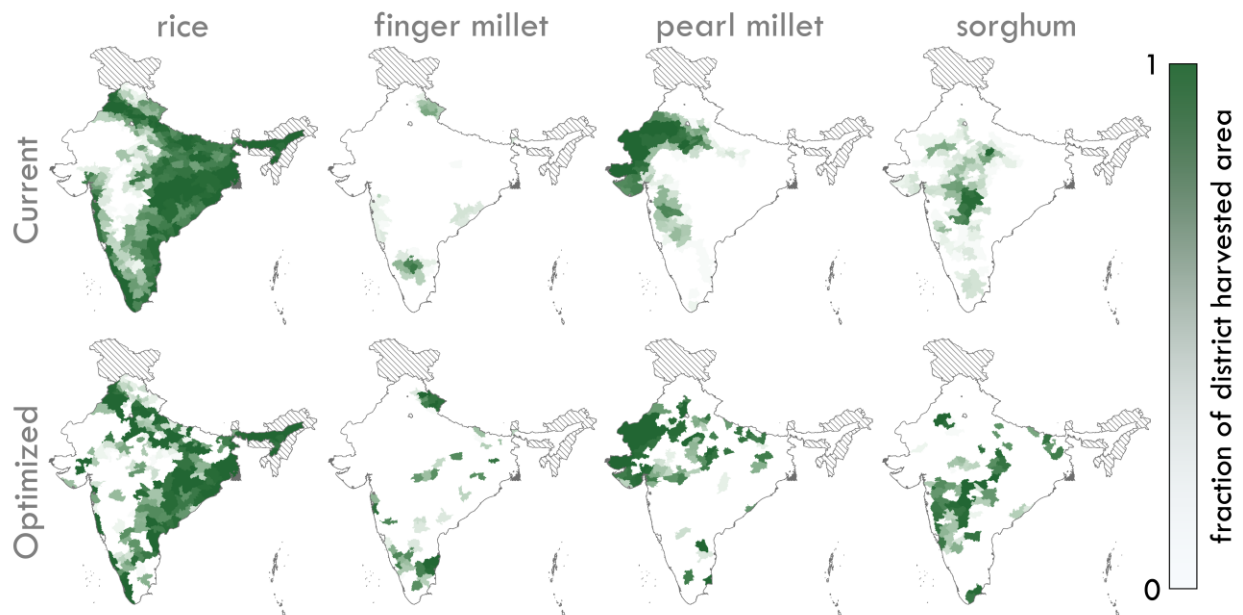 rice
finger millet
pearl millet
sorghum
Current
Optimized
1
fraction of district harvested area
0